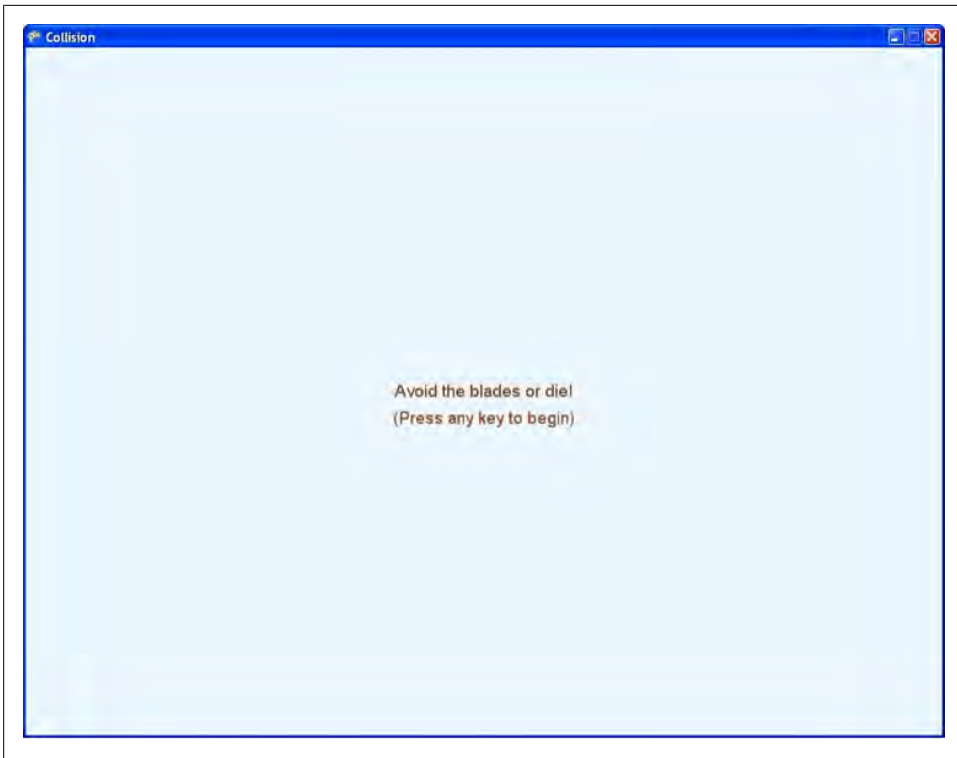 Collision
Avoid the blades or die!
(Press any key to begin)